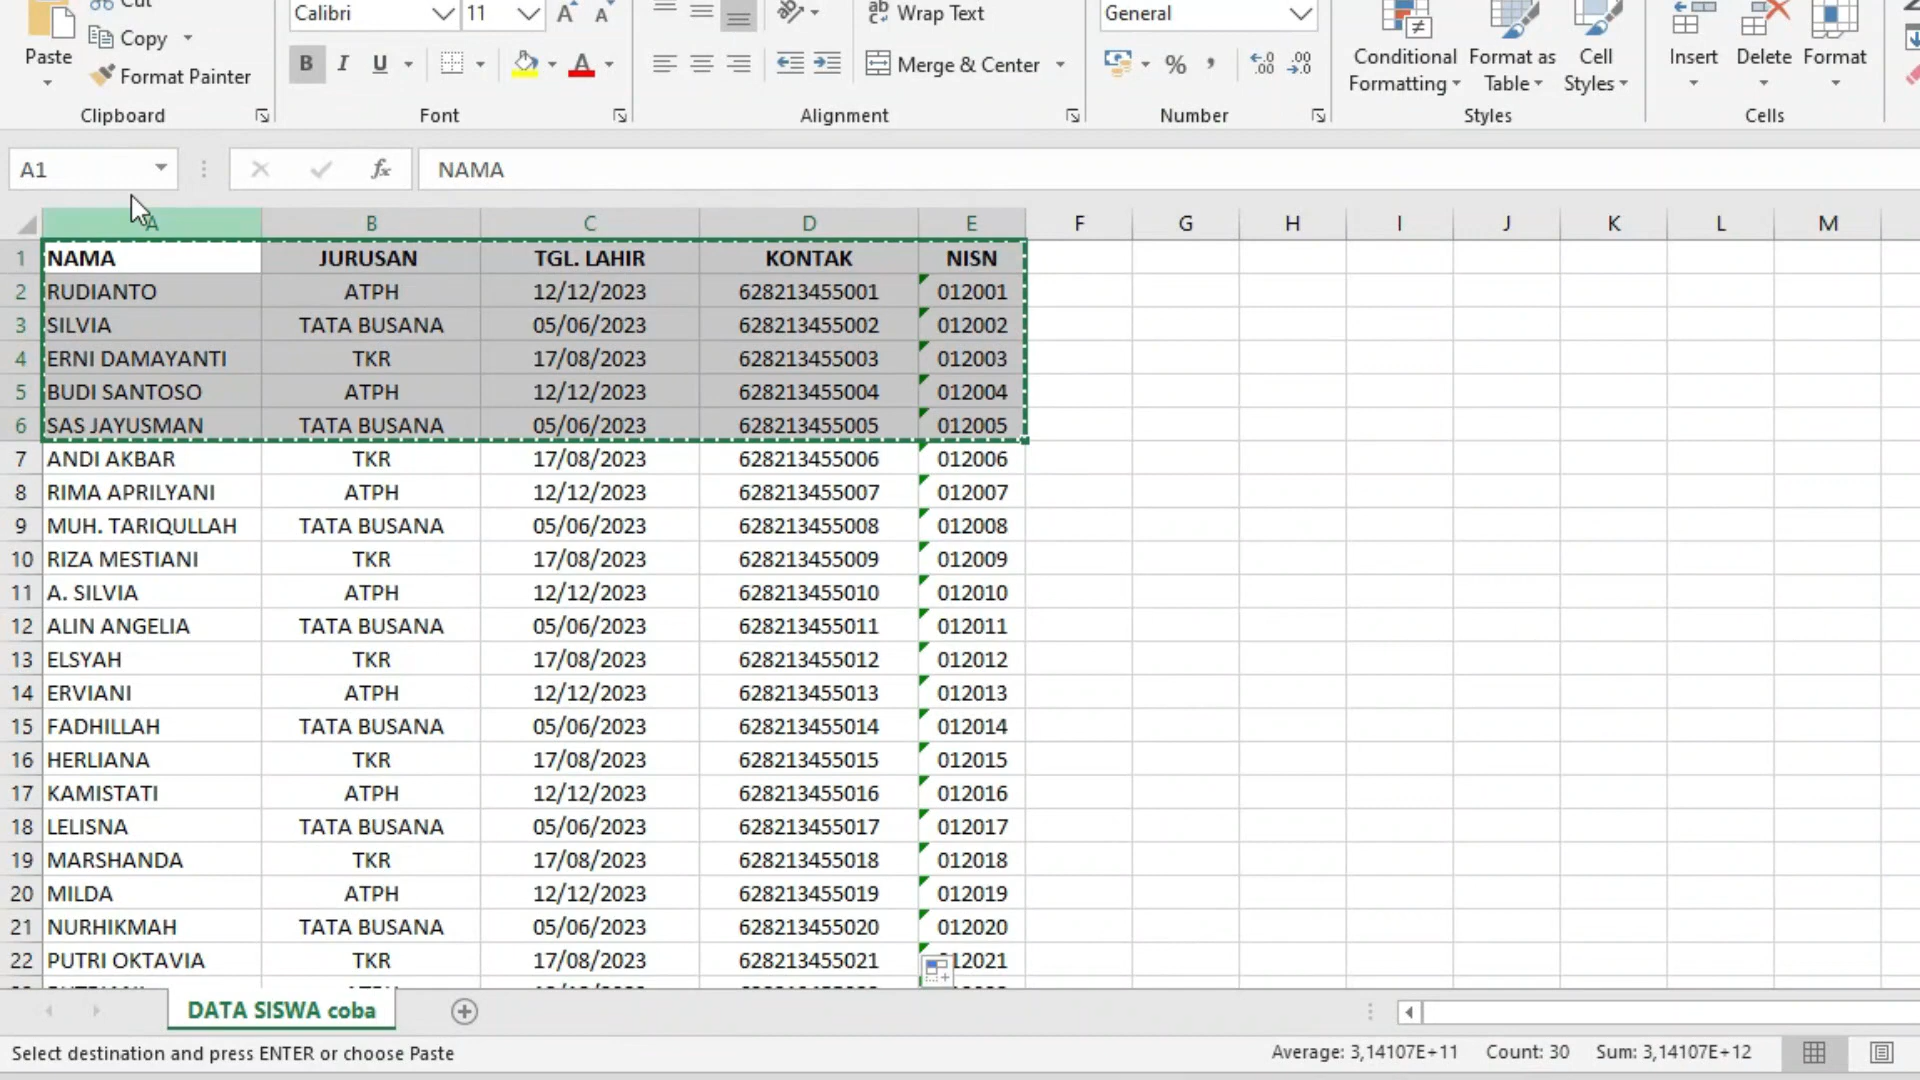 Cut
Calibri 11 Wrap Text General
Paste Copy B I U Merge & Center % , Conditional Formatting Format as Table Cell Styles Insert Delete Format
Format Painter
Clipboard Font Alignment Number Styles Cells
A1 fx NAMA
A B C D E F G H I J K L M
1 NAMA JURUSAN TGL. LAHIR KONTAK NISN
2 RUDIANTO ATPH 12/12/2023 628213455001 012001
3 SILVIA TATA BUSANA 05/06/2023 628213455002 012002
4 ERNI DAMAYANTI TKR 17/08/2023 628213455003 012003
5 BUDI SANTOSO ATPH 12/12/2023 628213455004 012004
6 SAS JAYUSMAN TATA BUSANA 05/06/2023 628213455005 012005
7 ANDI AKBAR TKR 17/08/2023 628213455006 012006
8 RIMA APRILYANI ATPH 12/12/2023 628213455007 012007
9 MUH. TARIQULLAH TATA BUSANA 05/06/2023 628213455008 012008
10 RIZA MESTIANI TKR 17/08/2023 628213455009 012009
11 A. SILVIA ATPH 12/12/2023 628213455010 012010
12 ALIN ANGELIA TATA BUSANA 05/06/2023 628213455011 012011
13 ELSYAH TKR 17/08/2023 628213455012 012012
14 ERVIANI ATPH 12/12/2023 628213455013 012013
15 FADHILLAH TATA BUSANA 05/06/2023 628213455014 012014
16 HERLIANA TKR 17/08/2023 628213455015 012015
17 KAMISTATI ATPH 12/12/2023 628213455016 012016
18 LELISNA TATA BUSANA 05/06/2023 628213455017 012017
19 MARSHANDA TKR 17/08/2023 628213455018 012018
20 MILDA ATPH 12/12/2023 628213455019 012019
21 NURHIKMAH TATA BUSANA 05/06/2023 628213455020 012020
22 PUTRI OKTAVIA TKR 17/08/2023 628213455021 12021
DATA SISWA coba
Select destination and press ENTER or choose Paste Average: 3,14107E+11 Count: 30 Sum: 3,14107E+12